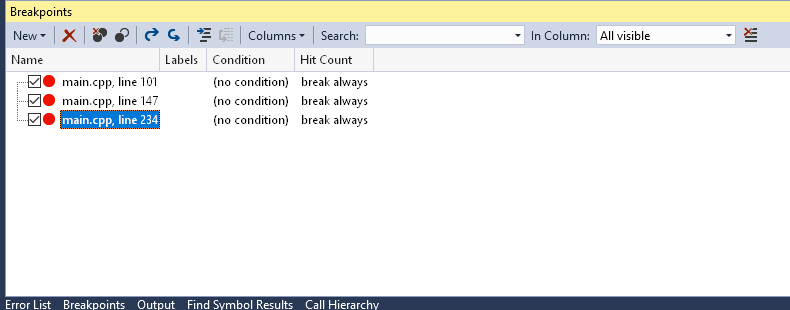 Breakpoints
New Columns Search: In Column: All visible
Name Labels Condition Hit Count
main.cpp, line 101 (no condition) break always
main.cpp, line 147 (no condition) break always
main.cpp, line 234 (no condition) break always
Error List Breakpoints Output Find Symbol Results Call Hierarchy